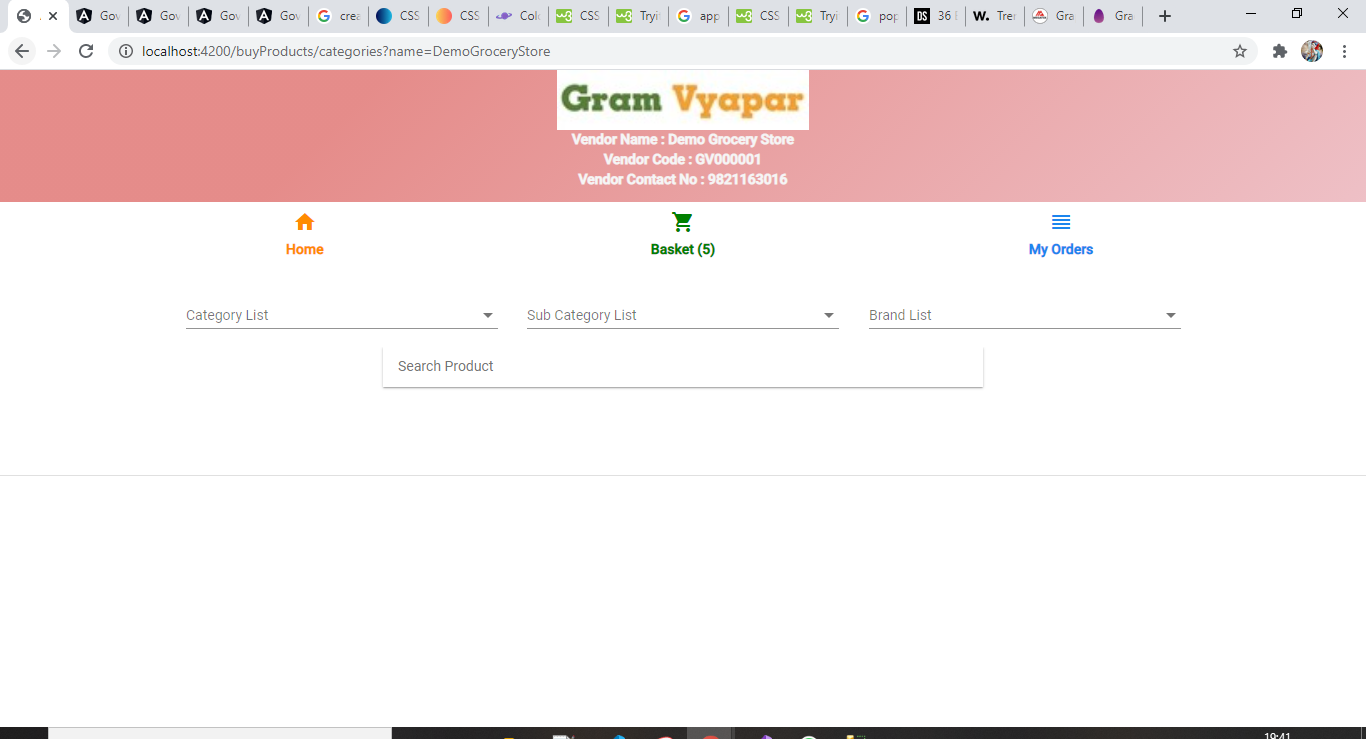 Gov
Gov
Gov
Gov
crea
CSS
CSS
Colo
CSS
Tryi
app
CSS
Tryi
pop
DS
36 f
W.
Tren
Gra
Gra
localhost:4200/buyProducts/categories?name=DemoGroceryStore
Gram Vyapar
Vendor Name : Demo Grocery Store
Vendor Code : GV000001
Vendor Contact No : 9821163016
Home
Basket (5)
My Orders
Category List
Sub Category List
Brand List
Search Product
19:41